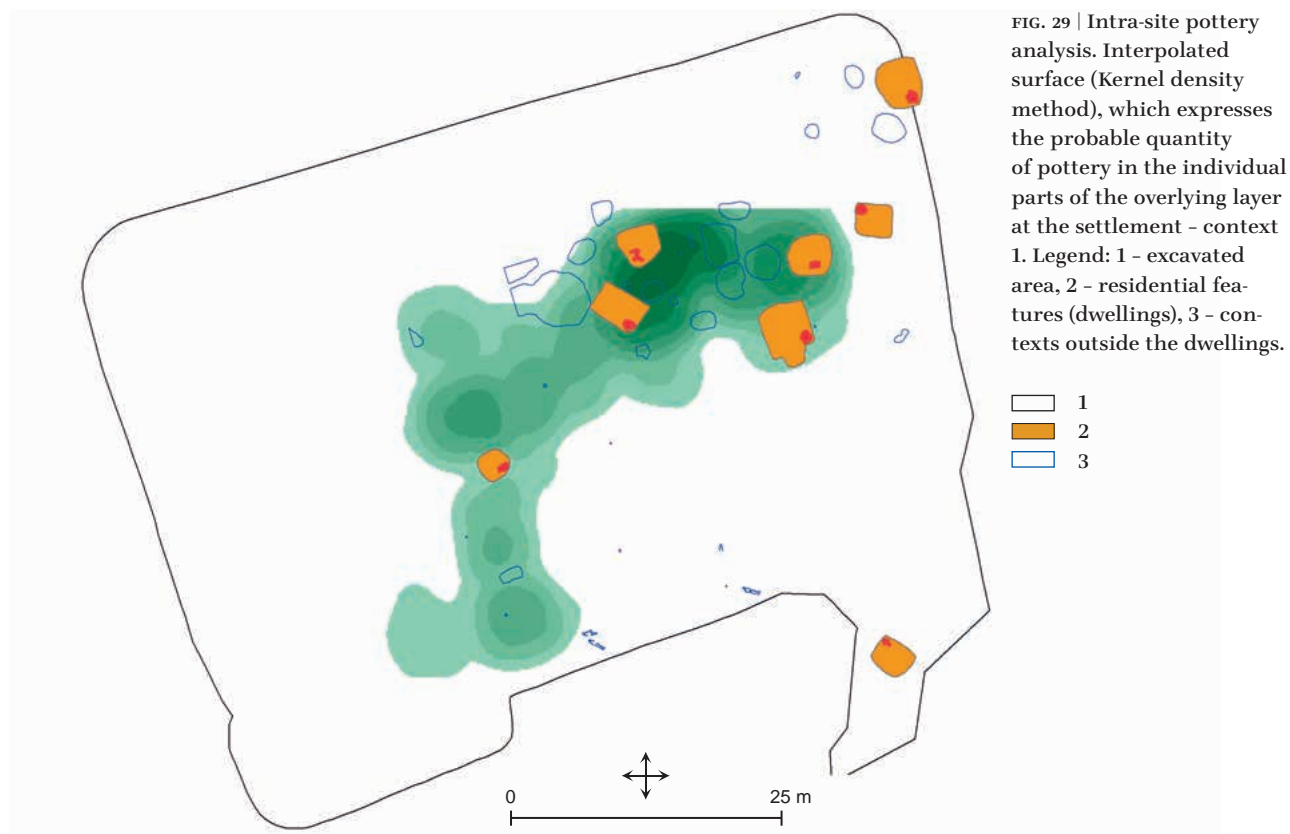 FIG. 29 | Intra-site pottery
analysis. Interpolated
surface (Kernel density
method), which expresses
the probable quantity
of pottery in the individual
parts of the overlying layer
at the settlement – context
1. Legend: 1 – excavated
area, 2 – residential fea-
tures (dwellings), 3 – con-
texts outside the dwellings.
1
2
3
0 25 m